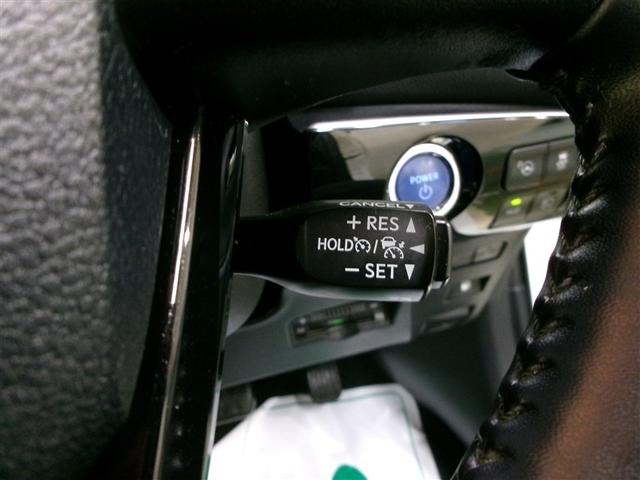 POWER
CANCEL▼
+ RES ▲
HOLD / ◀
− SET ▼